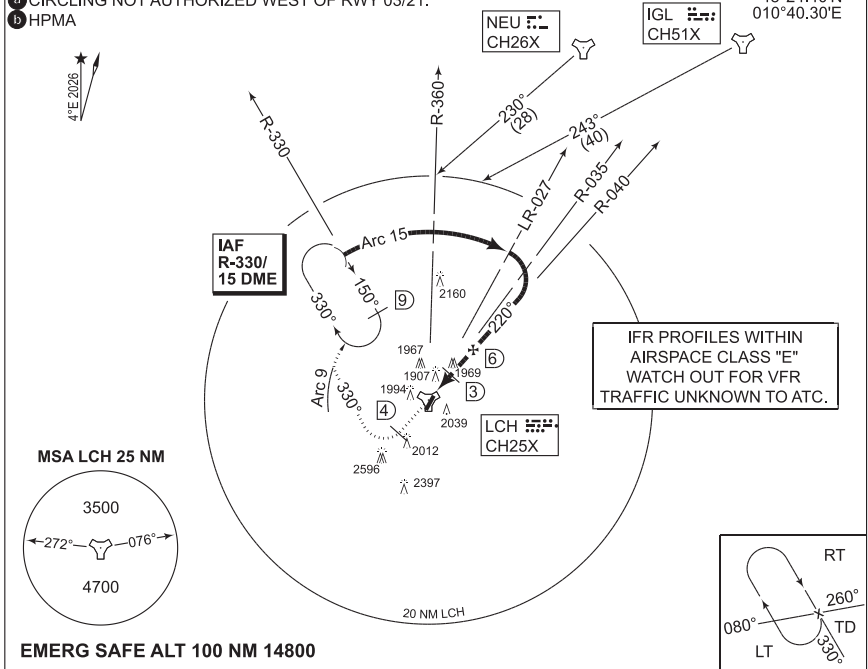 a CIRCLING NOT AUTHORIZED WEST OF RWY 03/21.
b HPMA
010°40.30'E
NEU
CH26X
IGL
CH51X
4°E 2026
R-330
R-360
230°
(28)
243°
(40)
LR-027
R-035
R-040
IAF
R-330/
15 DME
Arc 15
150°
330°
9
2160
220°
6
1967
1969
1907
3
1994
Arc 9
330°
4
2039
2012
2596
2397
LCH
CH25X
IFR PROFILES WITHIN
AIRSPACE CLASS "E"
WATCH OUT FOR VFR
TRAFFIC UNKNOWN TO ATC.
MSA LCH 25 NM
3500
272°
076°
4700
20 NM LCH
RT
260°
080°
TD
LT
330°
EMERG SAFE ALT 100 NM 14800